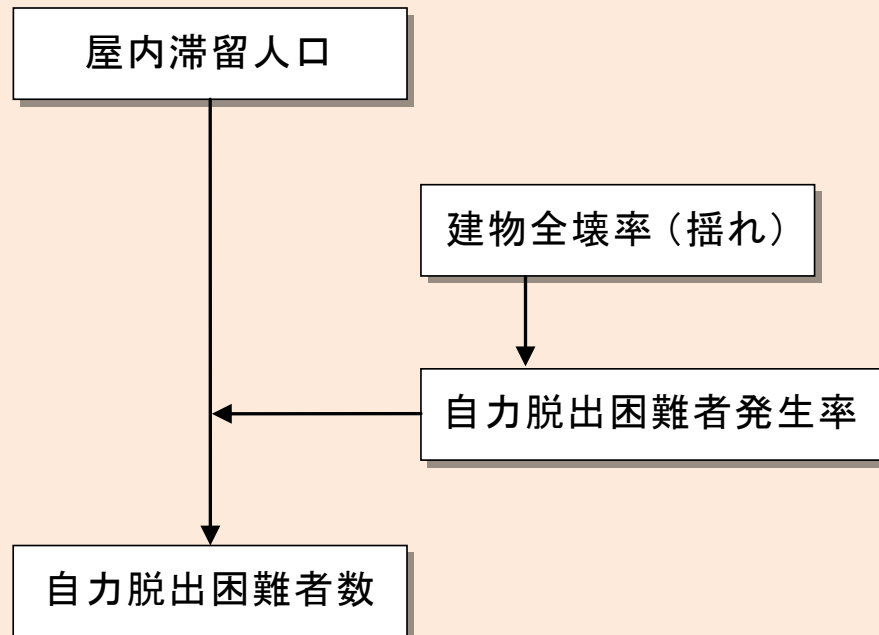 屋内滞留人口
建物全壊率（揺れ）
自力脱出困難者発生率
自力脱出困難者数